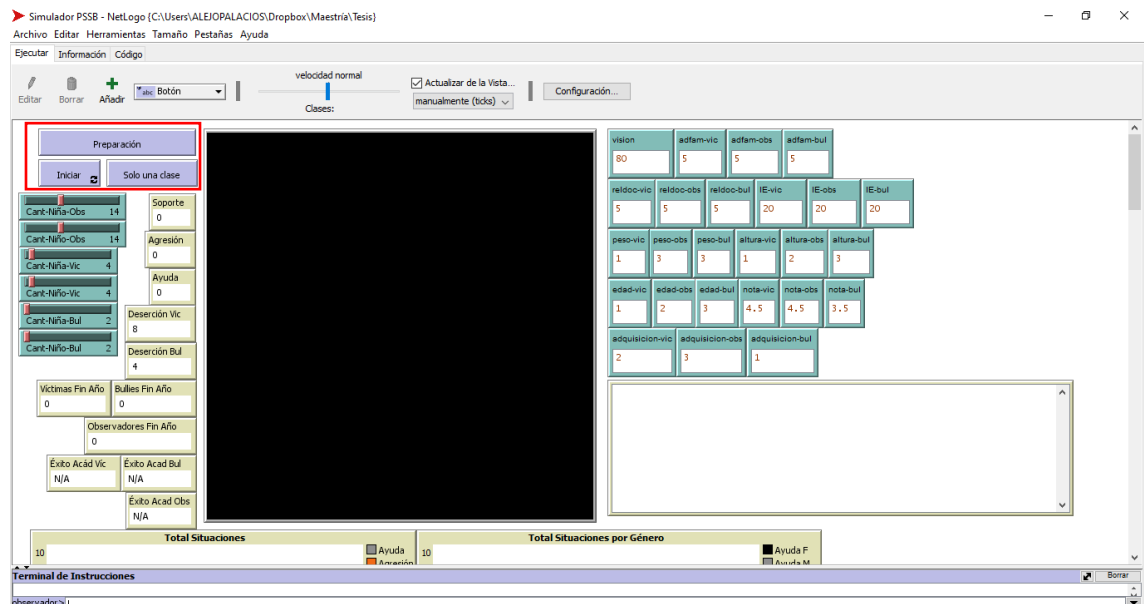 Simulador PSSB - NetLogo {C:\Users\ALEJOPALACIOS\Dropbox\Maestría\Tesis}
Archivo Editar Herramientas Tamaño Pestañas Ayuda
Ejecutar Información Código
Editar Borrar Añadir abc Botón velocidad normal Actualizar de la Vista... Configuración...
Clases: manualmente (ticks)
Preparación
Iniciar Solo una clase
Cant-Niña-Obs 14
Cant-Niño-Obs 14
Cant-Niña-Vic 4
Cant-Niño-Vic 4
Cant-Niña-Bul 2
Cant-Niño-Bul 2
Soporte
0
Agresión
0
Ayuda
0
Deserción Vic
8
Deserción Bul
4
Víctimas Fin Año Bullies Fin Año
0 0
Observadores Fin Año
0
Éxito Acád Vic Éxito Acad Bul
N/A N/A
Éxito Acad Obs
N/A
vision adfam-vic adfam-obs adfam-bul
80 5 5 5
reldoc-vic reldoc-obs reldoc-bul IE-vic IE-obs IE-bul
5 5 5 20 20 20
peso-vic peso-obs peso-bul altura-vic altura-obs altura-bul
1 3 3 1 2 3
edad-vic edad-obs edad-bul nota-vic nota-obs nota-bul
1 2 3 4.5 4.5 3.5
adquisicion-vic adquisicion-obs adquisicion-bul
2 3 1
Total Situaciones
10
Ayuda
Agresión
Total Situaciones por Género
10
Ayuda F
Ayuda M
Terminal de Instrucciones Borrar
observador>